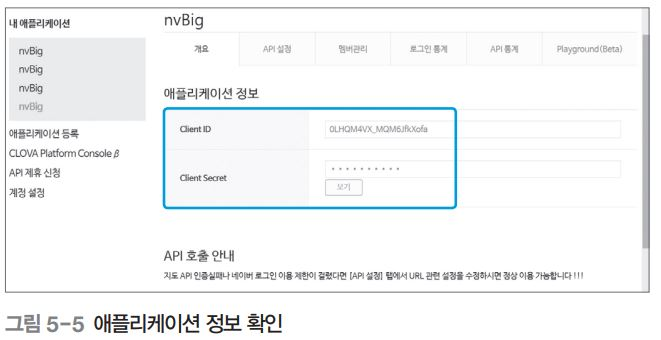 내 애플리케이션
nvBig
nvBig
nvBig
nvBig
애플리케이션 등록
CLOVA Platform Console β
API 제휴 신청
계정 설정
nvBig
개요 API 설정 멤버관리 로그인 통계 API 통계 Playground(Beta)
애플리케이션 정보
Client ID 0LHQM4VX_MQM6JfkXofa
Client Secret • • • • • • • • • •
보기
API 호출 안내
지도 API 인증실패나 네이버 로그인 이용 제한이 걸렸다면 [API 설정] 탭에서 URL 관련 설정을 수정하시면 정상 이용 가능합니다 !!!
그림 5-5 애플리케이션 정보 확인